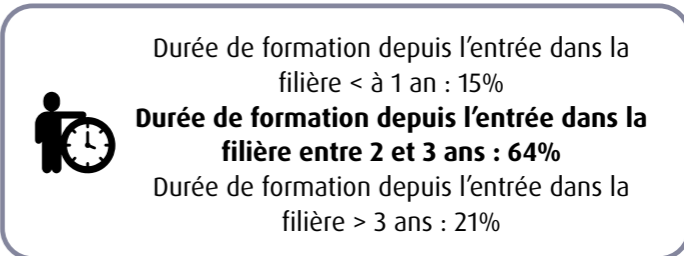 Durée de formation depuis l’entrée dans la
filière < à 1 an : 15%
Durée de formation depuis l’entrée dans la
filière entre 2 et 3 ans : 64%
Durée de formation depuis l’entrée dans la
filière > 3 ans : 21%